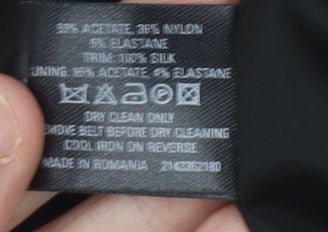 59% ACETATE, 36% NYLON
5% ELASTANE
TRIM: 100% SILK
LINING: 96% ACETATE, 4% ELASTANE
DRY CLEAN ONLY
REMOVE BELT BEFORE DRY CLEANING
COOL IRON ON REVERSE
MADE IN ROMANIA